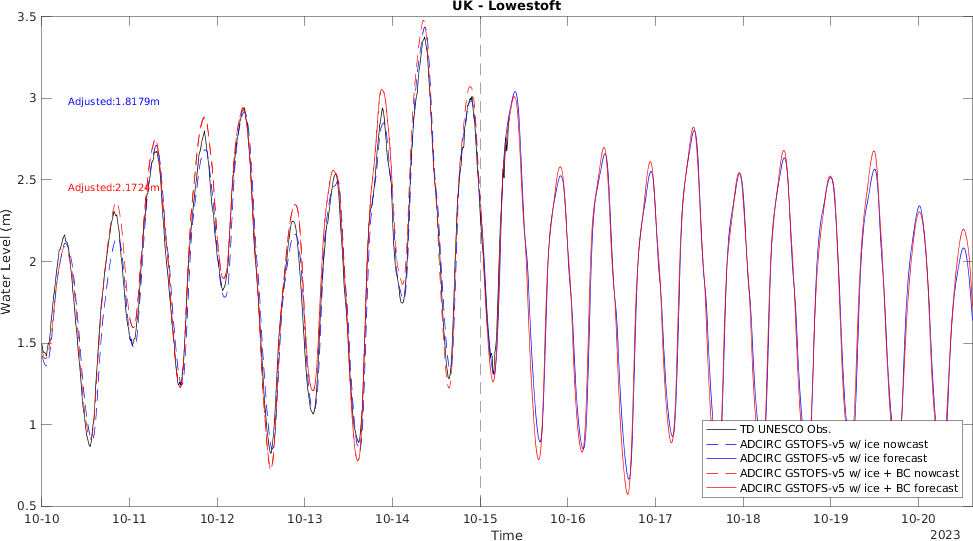 UK - Lowestoft
3.5
3
2.5
2
1.5
1
0.5
Water Level (m)
Adjusted:1.8179m
Adjusted:2.1724m
TD UNESCO Obs.
ADCIRC GSTOFS-v5 w/ ice nowcast
ADCIRC GSTOFS-v5 w/ ice forecast
ADCIRC GSTOFS-v5 w/ ice + BC nowcast
ADCIRC GSTOFS-v5 w/ ice + BC forecast
10-10 10-11 10-12 10-13 10-14 10-15 10-16 10-17 10-18 10-19 10-20
Time
2023